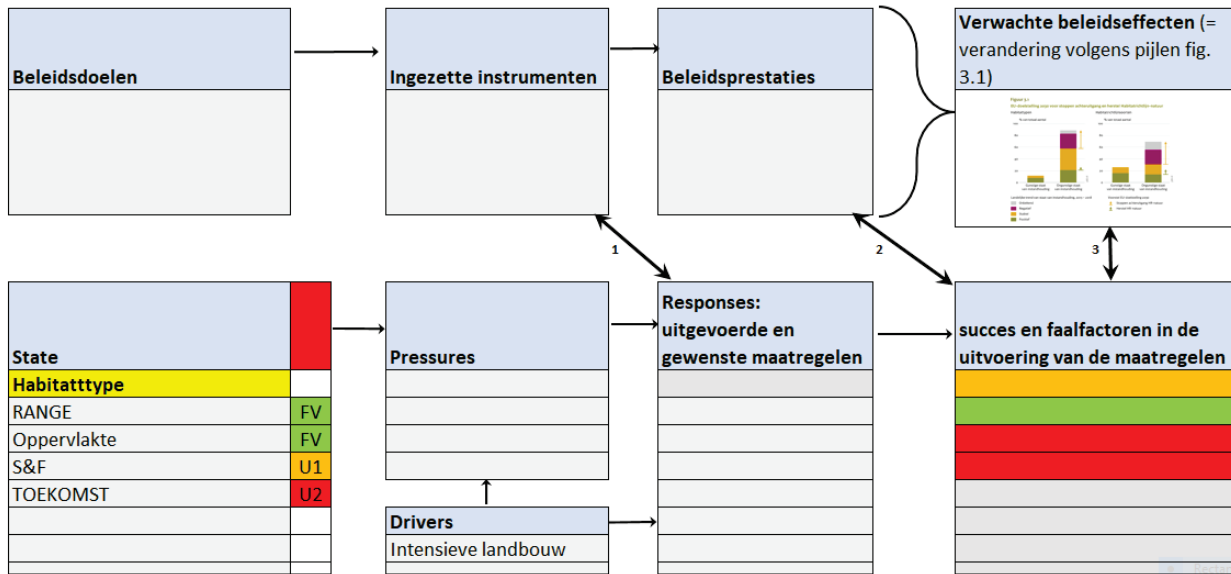 Beleidsdoelen
Ingezette instrumenten
Beleidsprestaties
Verwachte beleidseffecten (=
verandering volgens pijlen fig.
3.1)
1
2
3
State
Habitatttype
RANGE FV
Oppervlakte FV
S&F U1
TOEKOMST U2
Pressures
Drivers
Intensieve landbouw
Responses:
uitgevoerde en
gewenste maatregelen
succes en faalfactoren in de
uitvoering van de maatregelen